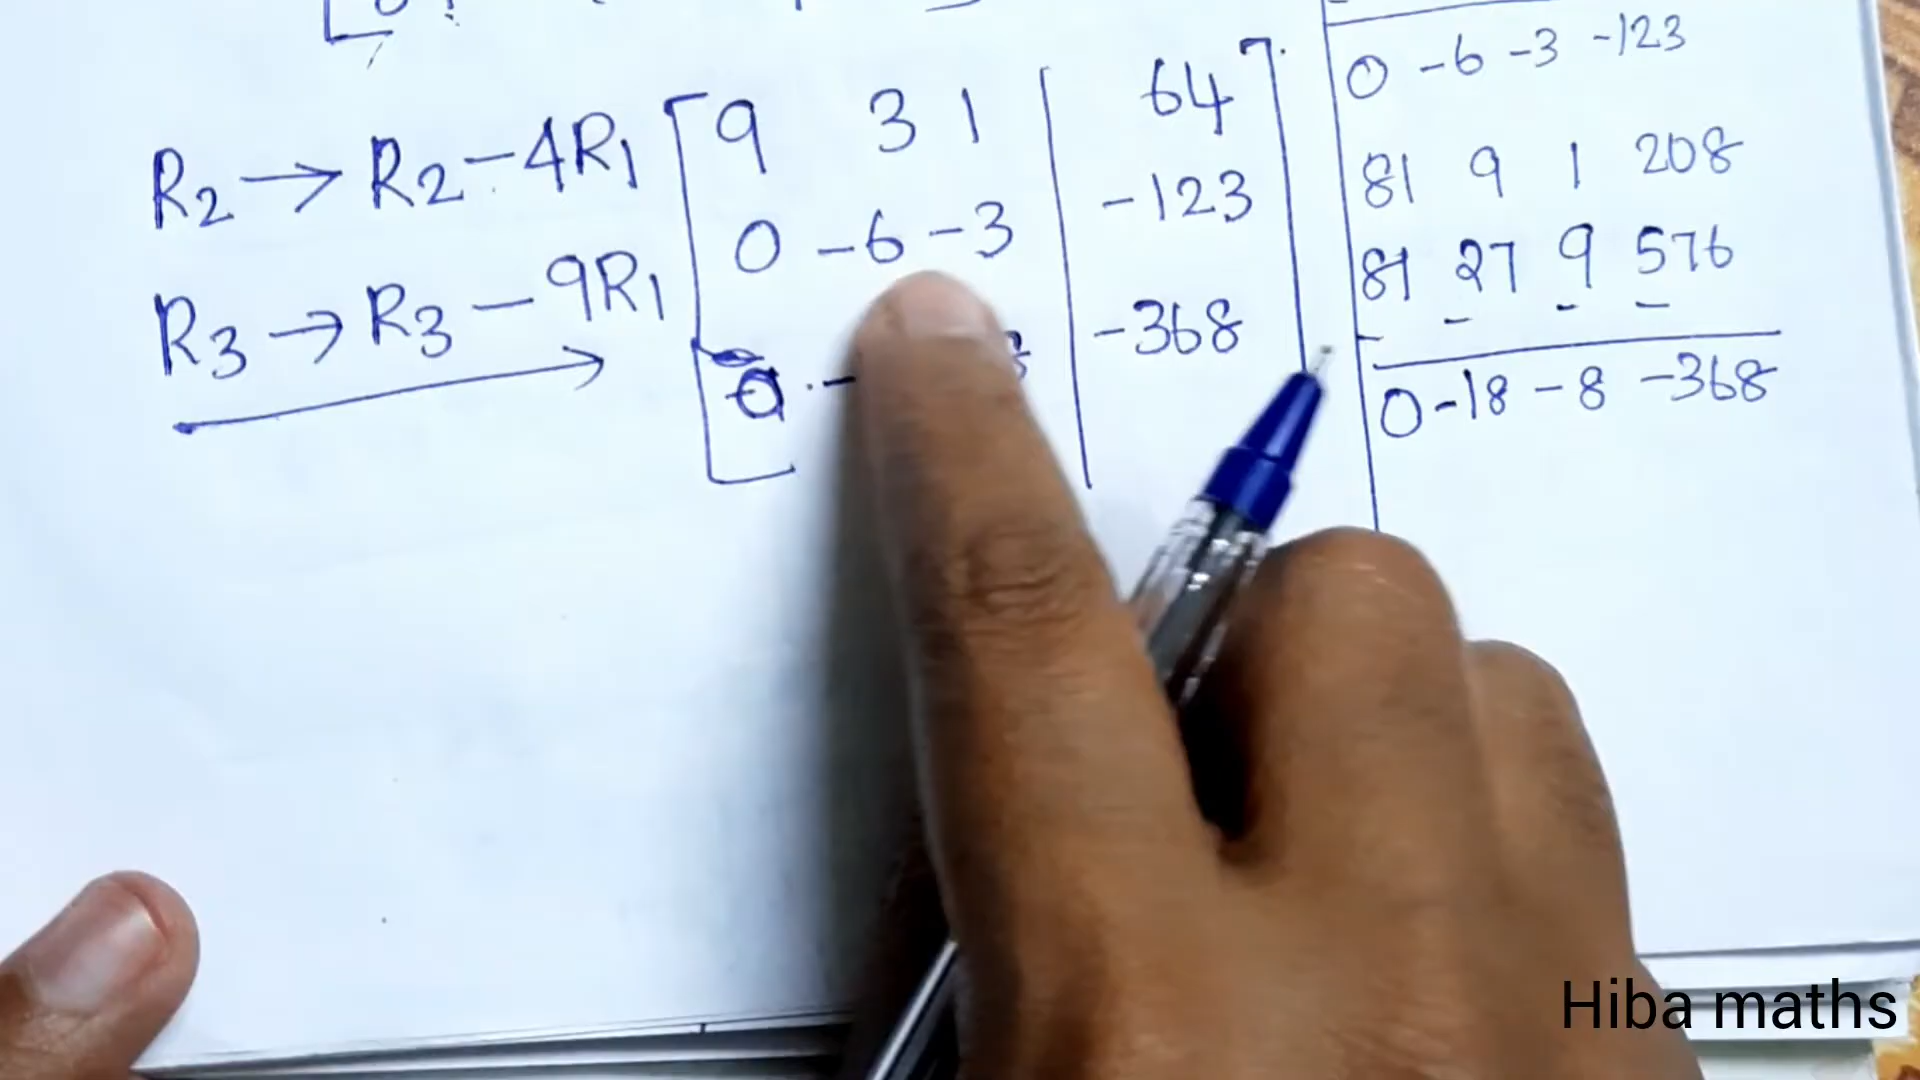 R2 → R2 - 4R1
R3 → R3 - 9R1
9 3 1 | 64
0 -6 -3 | -123
0 - | -368
0 -6 -3 -123
81 9 1 208
81 27 9 576
- - - -
0 -18 -8 -368
Hiba maths